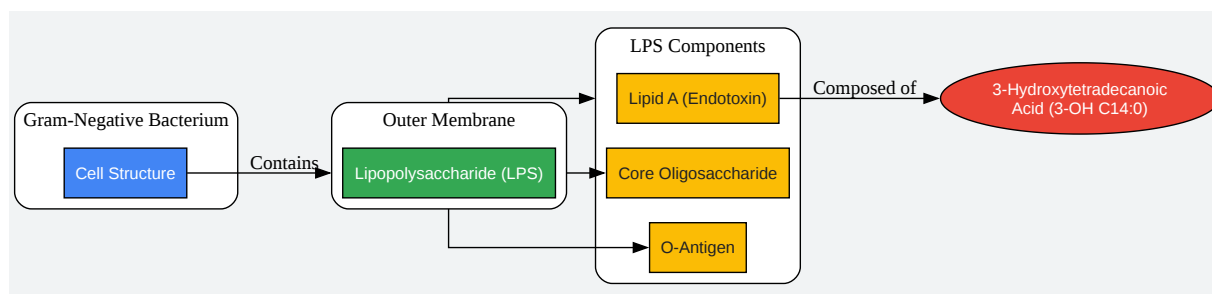 Gram-Negative Bacterium
Cell Structure
Contains
Outer Membrane
Lipopolysaccharide (LPS)
LPS Components
Lipid A (Endotoxin)
Core Oligosaccharide
O-Antigen
Composed of
3-Hydroxytetradecanoic
Acid (3-OH C14:0)